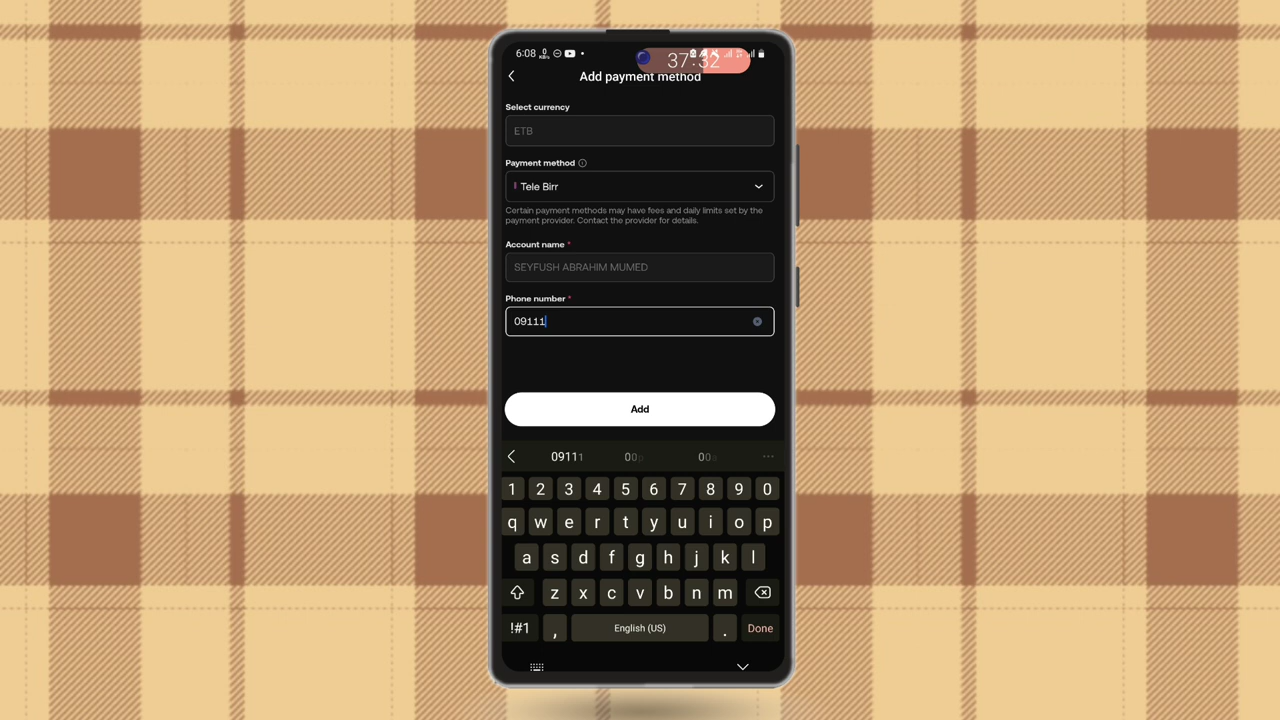 6:08
37:32
Add payment method
Select currency
ETB
Payment method
Tele Birr
Certain payment methods may have fees and daily limits set by the
payment provider. Contact the provider for details.
Account name *
SEYFUSH ABRAHIM MUMED
Phone number *
09111
Add
09111 00 00 ...
1 2 3 4 5 6 7 8 9 0
q w e r t y u i o p
a s d f g h j k l
z x c v b n m
!#1 , English (US) . Done